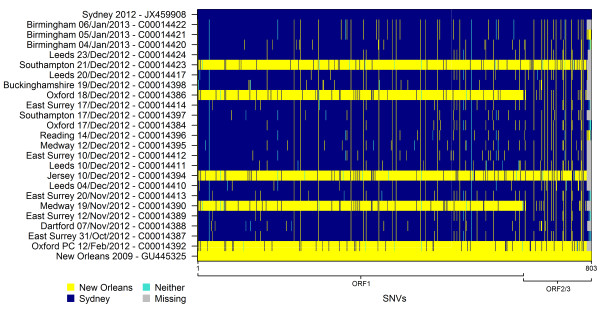 Sydney 2012 - JX459908
Birmingham 06/Jan/2013 - C00014422
Birmingham 05/Jan/2013 - C00014421
Birmingham 04/Jan/2013 - C00014420
Leeds 23/Dec/2012 - C00014424
Southampton 21/Dec/2012 - C00014423
Leeds 20/Dec/2012 - C00014417
Buckinghamshire 19/Dec/2012 - C00014398
Oxford 18/Dec/2012 - C00014386
East Surrey 17/Dec/2012 - C00014414
Southampton 17/Dec/2012 - C00014397
Oxford 17/Dec/2012 - C00014384
Reading 14/Dec/2012 - C00014396
Medway 12/Dec/2012 - C00014395
East Surrey 10/Dec/2012 - C00014412
Leeds 10/Dec/2012 - C00014411
Jersey 10/Dec/2012 - C00014394
Leeds 04/Dec/2012 - C00014410
East Surrey 20/Nov/2012 - C00014413
Medway 19/Nov/2012 - C00014390
East Surrey 12/Nov/2012 - C00014389
Dartford 07/Nov/2012 - C00014388
East Surrey 31/Oct/2012 - C00014387
Oxford PC 12/Feb/2012 - C00014392
New Orleans 2009 - GU445325
1
803
ORF1
ORF2/3
SNVs
New Orleans
Neither
Sydney
Missing